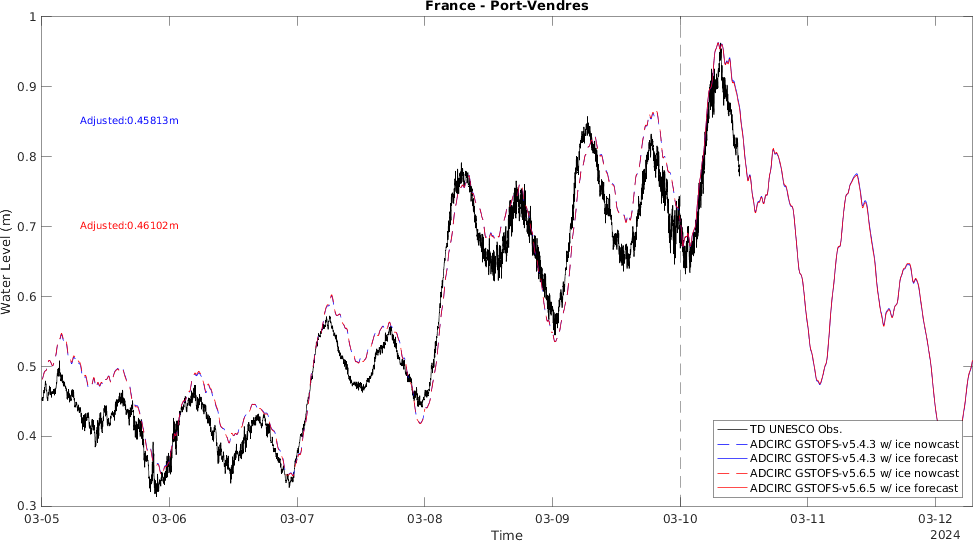 France - Port-Vendres
1
0.9
0.8
0.7
0.6
0.5
0.4
0.3
Water Level (m)
Adjusted:0.45813m
Adjusted:0.46102m
TD UNESCO Obs.
ADCIRC GSTOFS-v5.4.3 w/ ice nowcast
ADCIRC GSTOFS-v5.4.3 w/ ice forecast
ADCIRC GSTOFS-v5.6.5 w/ ice nowcast
ADCIRC GSTOFS-v5.6.5 w/ ice forecast
03-05 03-06 03-07 03-08 03-09 03-10 03-11 03-12
2024
Time